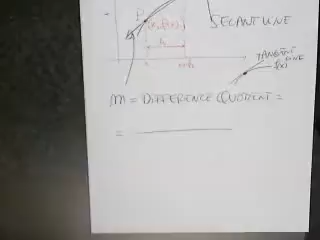 P
(x, f(x))
SECANT LINE
h
x
x+h
TANGENT
LINE
f(x)
m = DIFFERENCE QUOTIENT =
=